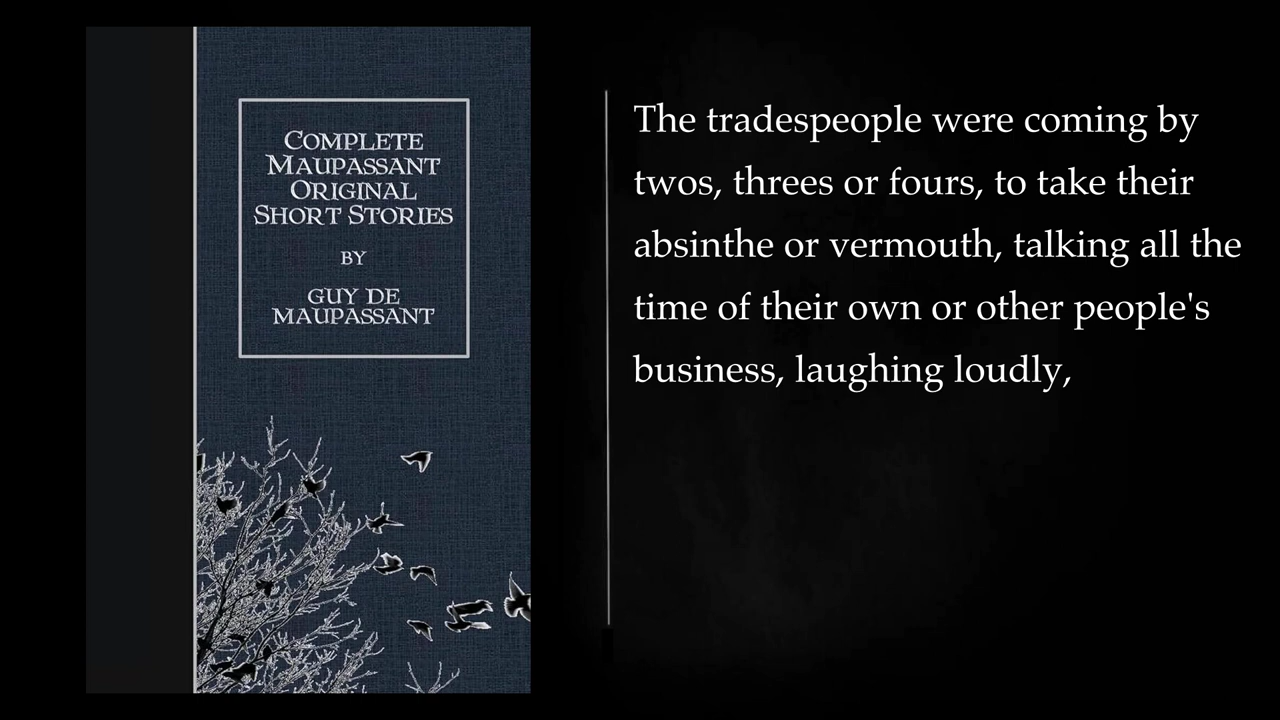 COMPLETE
MAUPASSANT
ORIGINAL
SHORT STORIES
BY
GUY DE
MAUPASSANT
The tradespeople were coming by
twos, threes or fours, to take their
absinthe or vermouth, talking all the
time of their own or other people's
business, laughing loudly,